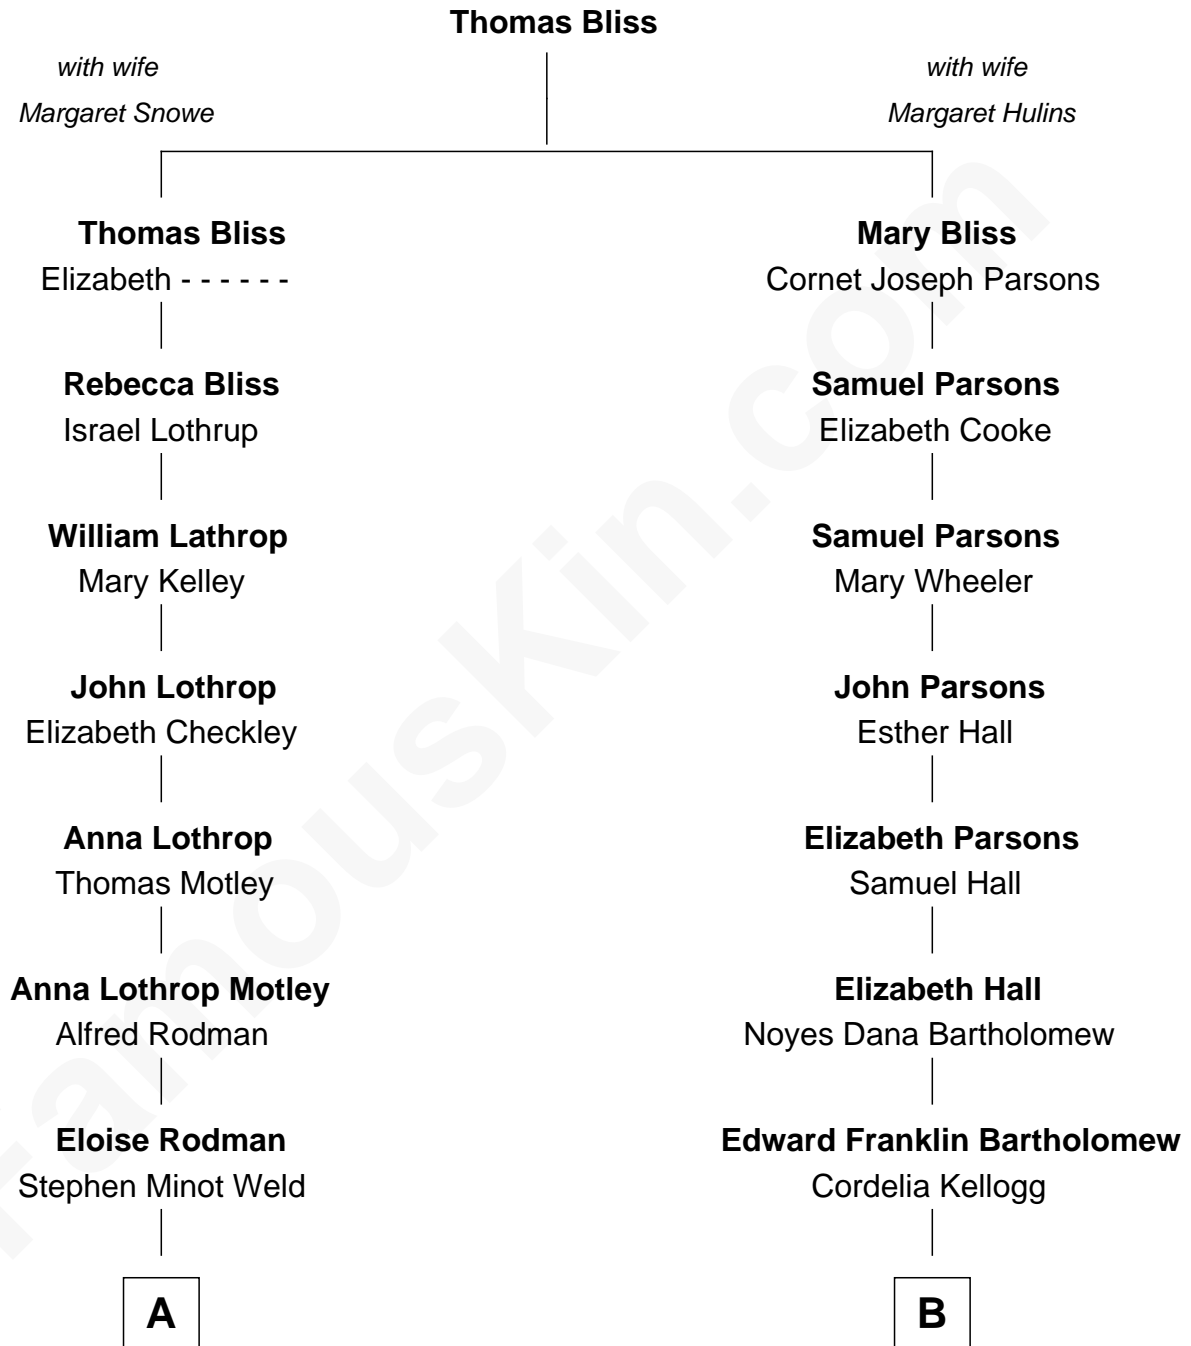 Thomas Bliss
with wife
Margaret Snowe
with wife
Margaret Hulins
Thomas Bliss
Elizabeth - - - - - -
Mary Bliss
Cornet Joseph Parsons
Rebecca Bliss
Israel Lothrup
Samuel Parsons
Elizabeth Cooke
William Lathrop
Mary Kelley
Samuel Parsons
Mary Wheeler
John Lothrop
Elizabeth Checkley
John Parsons
Esther Hall
Anna Lothrop
Thomas Motley
Elizabeth Parsons
Samuel Hall
Anna Lothrop Motley
Alfred Rodman
Elizabeth Hall
Noyes Dana Bartholomew
Eloise Rodman
Stephen Minot Weld
Edward Franklin Bartholomew
Cordelia Kellogg
A
B
FamousKin.com